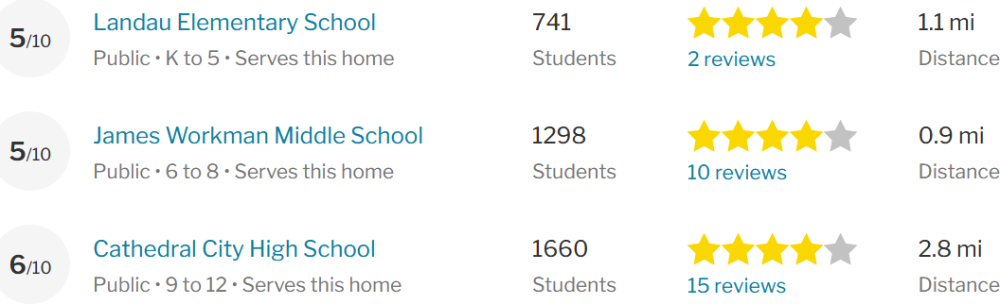 5/10 Landau Elementary School 741 1.1 mi
Public • K to 5 • Serves this home Students 2 reviews Distance
5/10 James Workman Middle School 1298 0.9 mi
Public • 6 to 8 • Serves this home Students 10 reviews Distance
6/10 Cathedral City High School 1660 2.8 mi
Public • 9 to 12 • Serves this home Students 15 reviews Distance